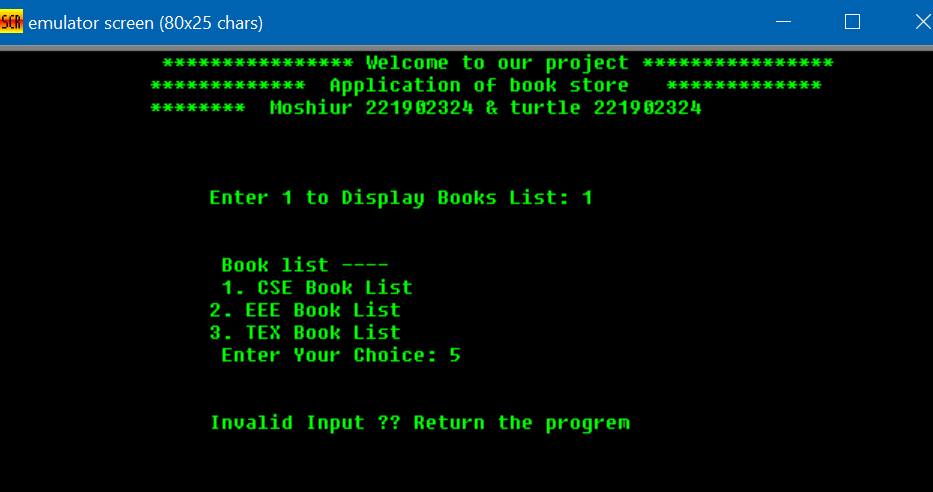 SCR emulator screen (80x25 chars)
**************** Welcome to our project ****************
************* Application of book store *************
******** Moshiur 221902324 & turtle 221902324
Enter 1 to Display Books List: 1
Book list ----
1. CSE Book List
2. EEE Book List
3. TEX Book List
Enter Your Choice: 5
Invalid Input ?? Return the progrem